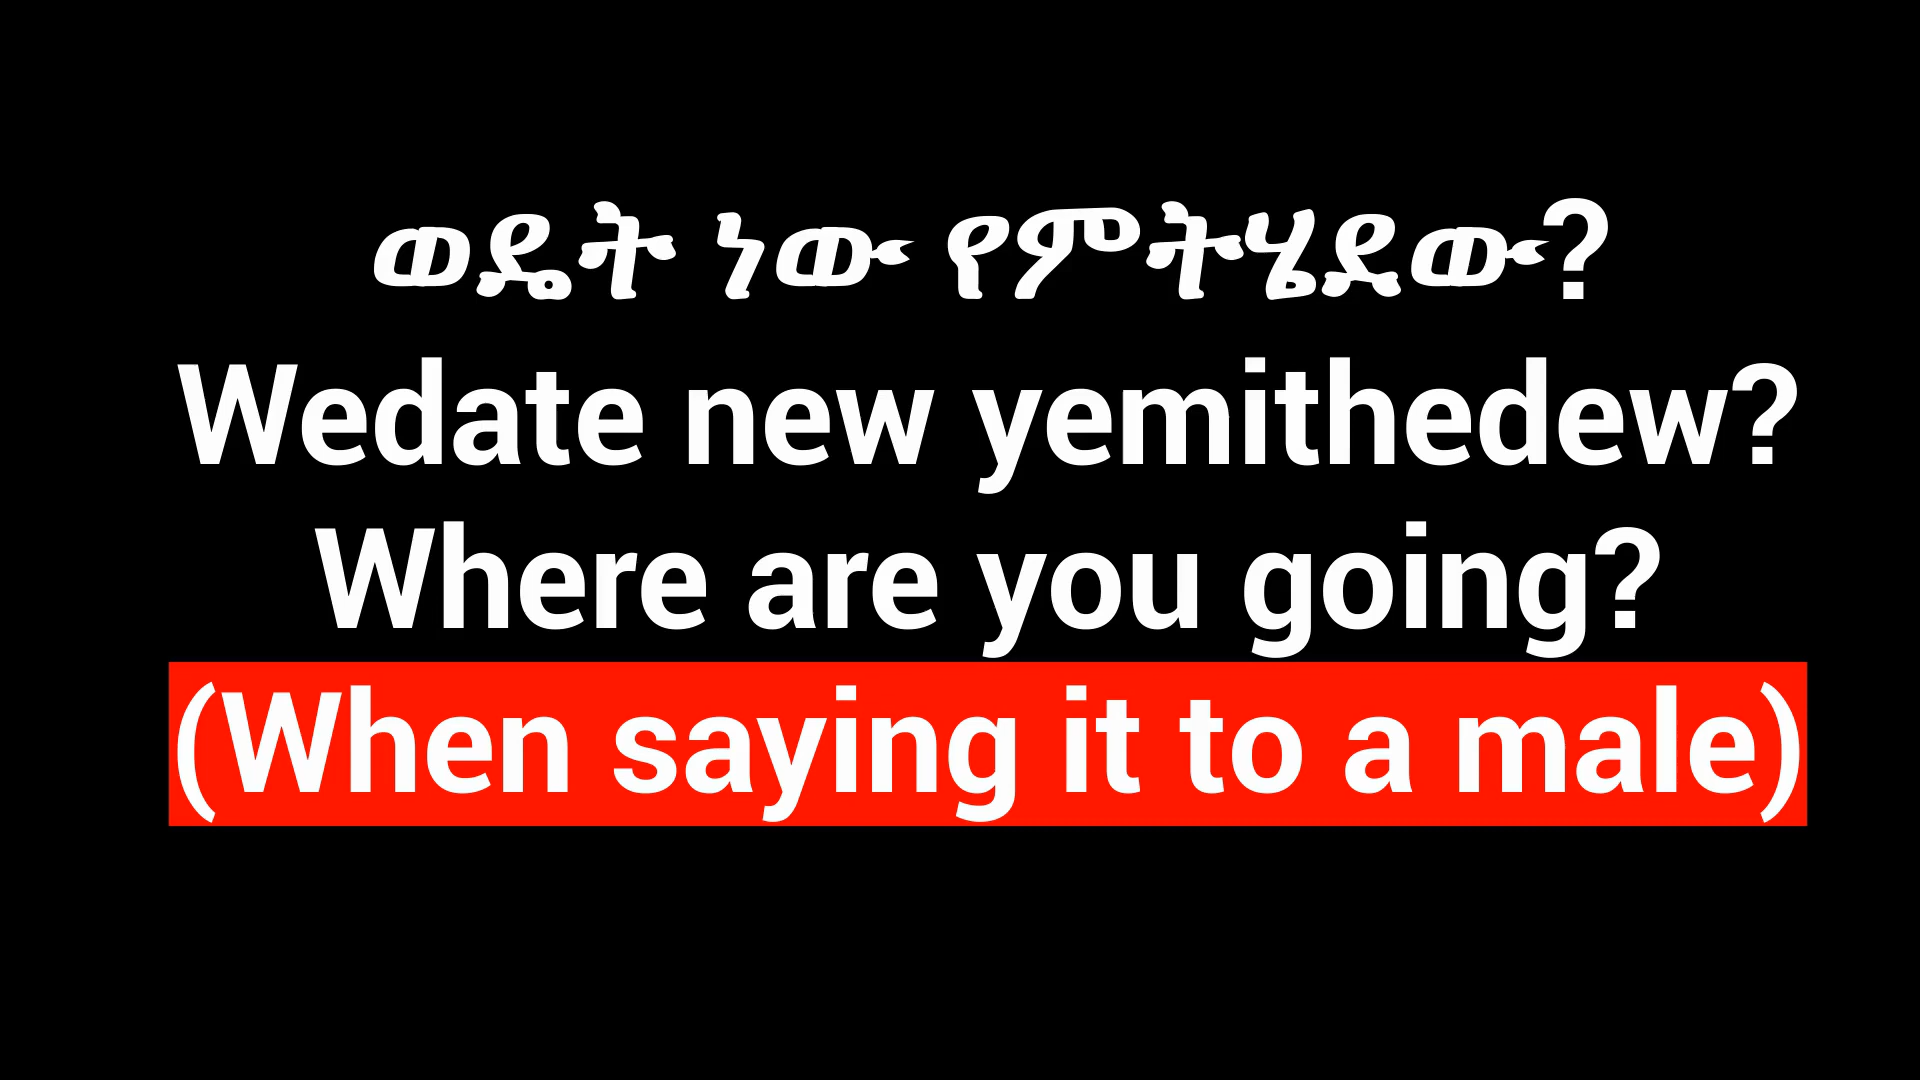 ወዴት ነው የምትሄደው?
Wedate new yemithedew?
Where are you going?
(When saying it to a male)